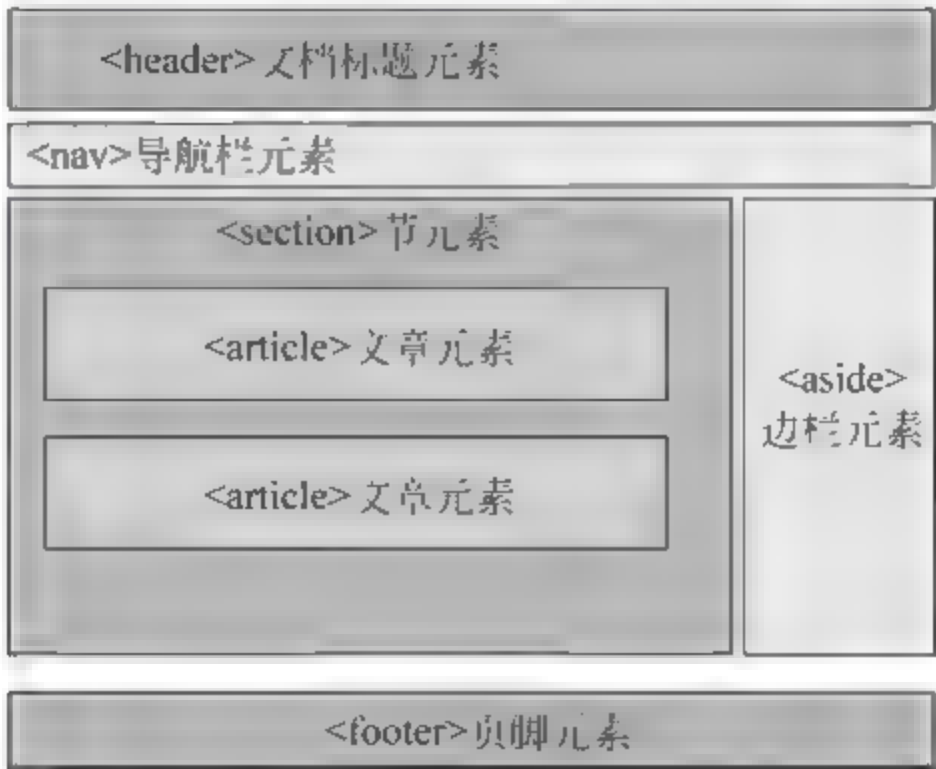 <header>文档标题元素
<nav>导航栏元素
<section>节元素
<article>文章元素
<article>文章元素
<aside>
边栏元素
<footer>页脚元素